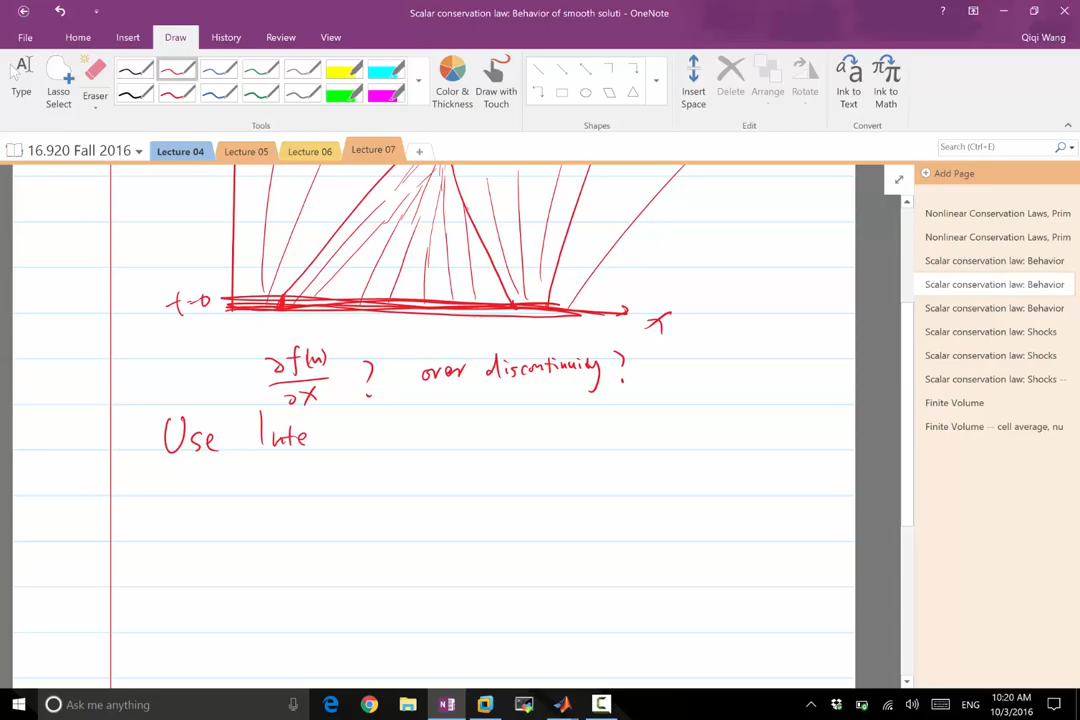 Scalar conservation law: Behavior of smooth soluti - OneNote
File Home Insert Draw History Review View
Qiqi Wang
Type
Lasso Select
Eraser
Color & Thickness
Draw with Touch
Insert Space
Delete
Arrange
Rotate
Ink to Text
Ink to Math
Tools
Shapes
Edit
Convert
16.920 Fall 2016 Lecture 04 Lecture 05 Lecture 06 Lecture 07
Search (Ctrl+E)
Add Page
Nonlinear Conservation Laws, Prim
Nonlinear Conservation Laws, Prim
Scalar conservation law: Behavior
Scalar conservation law: Behavior
Scalar conservation law: Behavior
Scalar conservation law: Shocks
Scalar conservation law: Shocks
Scalar conservation law: Shocks --
Finite Volume
Finite Volume -- cell average, nu
t=0
x
∂f(u)/∂x ? over discontinuity?
Use Inte
Ask me anything
ENG
10:20 AM
10/3/2016